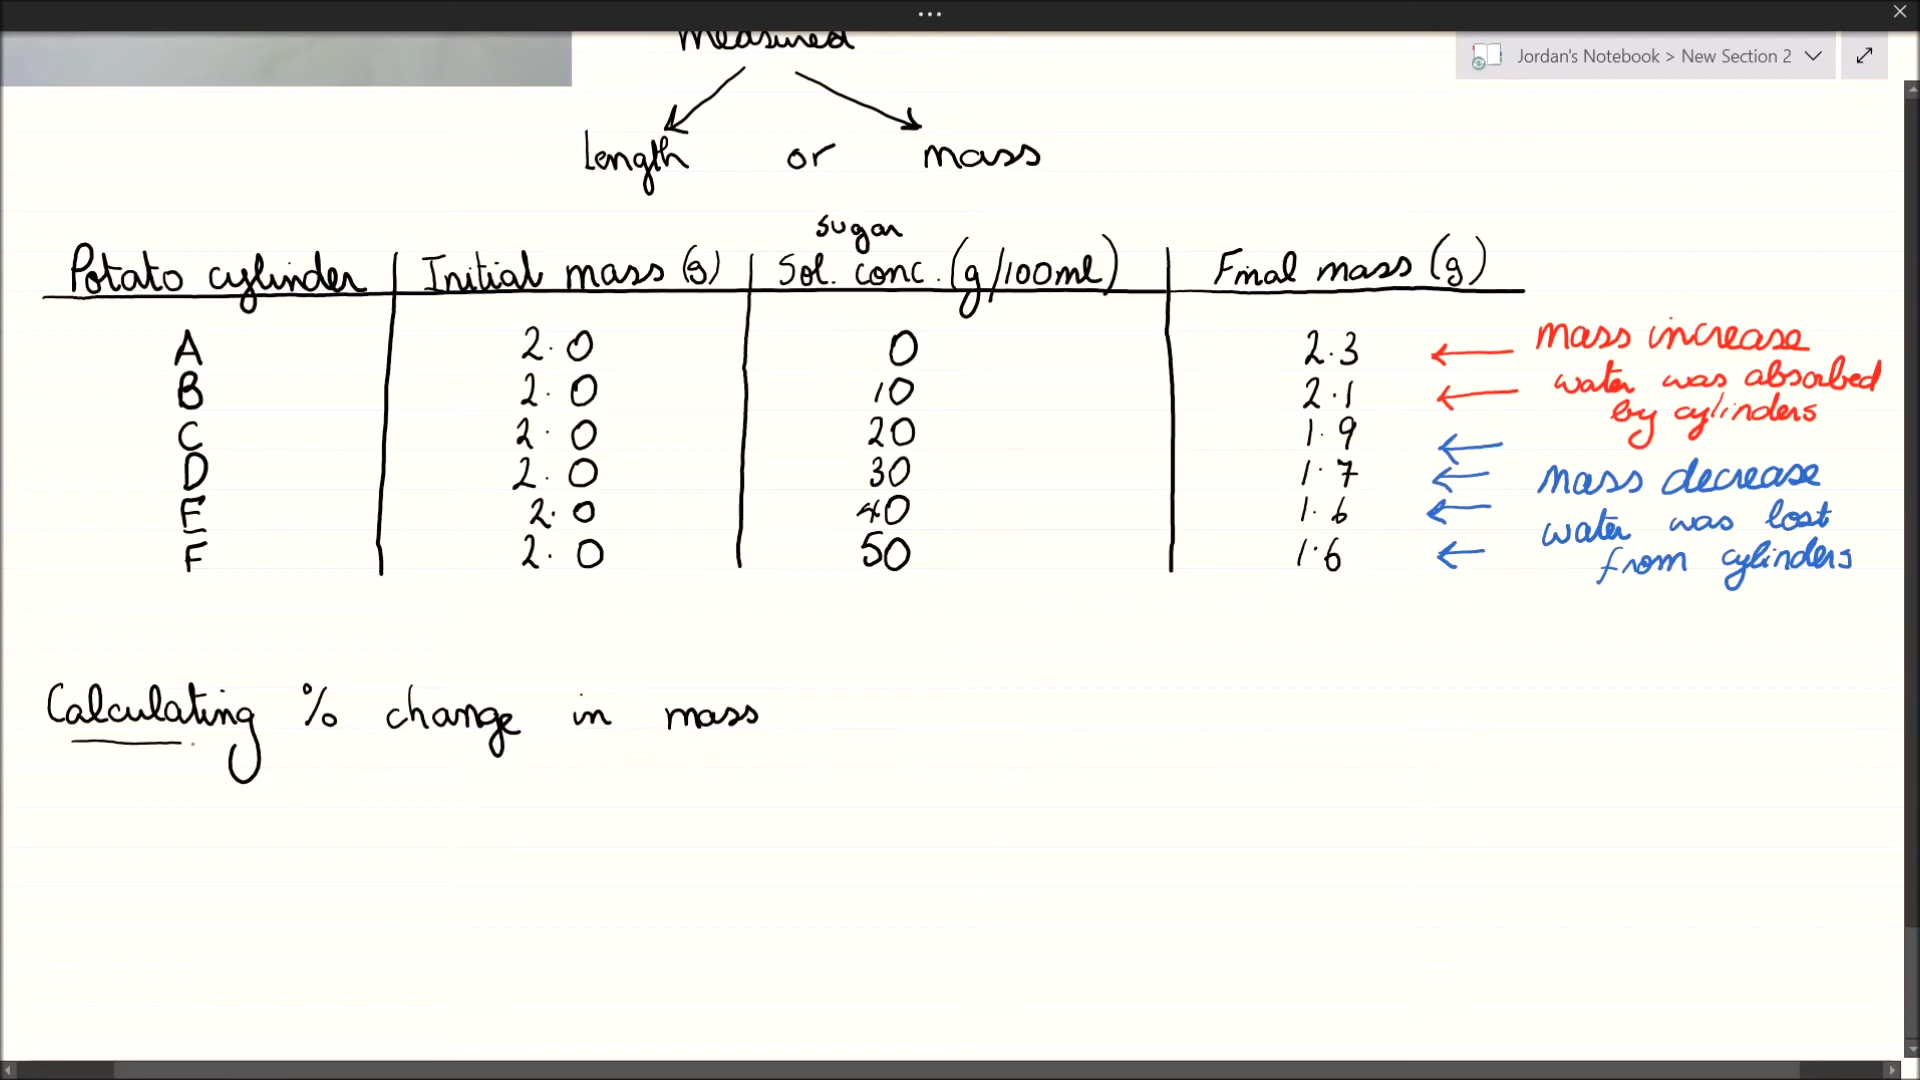 measured
Jordan's Notebook > New Section 2
Length or mass
sugar
Potato cylinder Initial mass (g) Sol. conc. (g/100ml) Final mass (g)
A 2.0 0 2.3 ← mass increase
B 2.0 10 2.1 ← water was absorbed
by cylinders
C 2.0 20 1.9 ←
D 2.0 30 1.7 ← mass decrease
E 2.0 40 1.6 ← water was lost
F 2.0 50 1.6 ← from cylinders
Calculating % change in mass